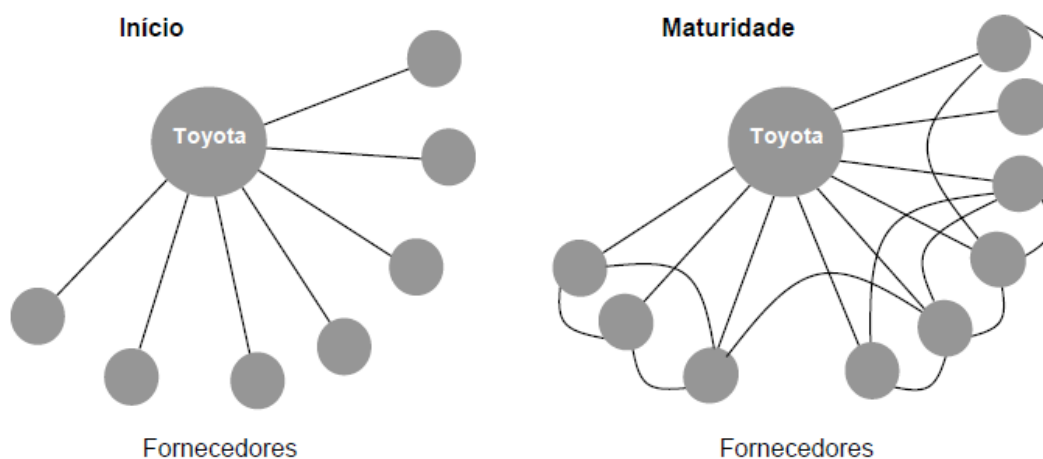 Início
Toyota
Fornecedores
Maturidade
Toyota
Fornecedores